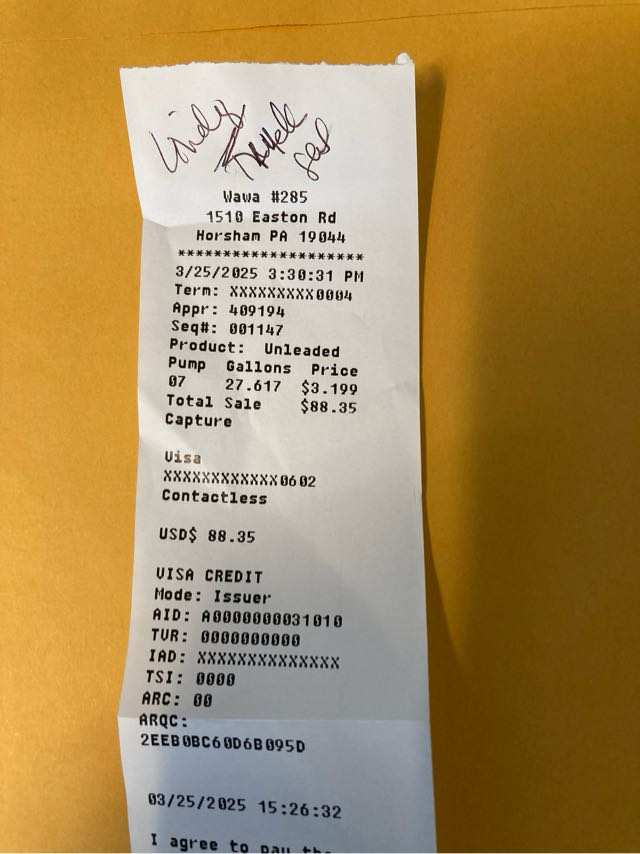 Wawa #285
1510 Easton Rd
Horsham PA 19044
********************
3/25/2025 3:30:31 PM
Term: XXXXXXXXX0004
Appr: 409194
Seq#: 001147
Product: Unleaded
Pump Gallons Price
07 27.617 $3.199
Total Sale $88.35
Capture
Visa
XXXXXXXXXXXX0602
Contactless
USD$ 88.35
VISA CREDIT
Mode: Issuer
AID: A0000000031010
TVR: 0000000000
IAD: XXXXXXXXXXXXXX
TSI: 0000
ARC: 00
ARQC:
2EEB0BC60D6B095D
03/25/2025 15:26:32
I agree to pay the